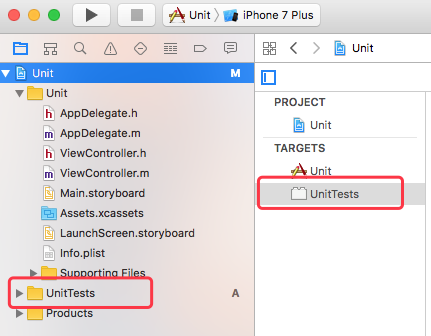 Unit
iPhone 7 Plus
Unit
M
Unit
AppDelegate.h
AppDelegate.m
ViewController.h
ViewController.m
Main.storyboard
Assets.xcassets
LaunchScreen.storyboard
Info.plist
Supporting Files
UnitTests
A
Products
Unit
PROJECT
Unit
TARGETS
Unit
UnitTests